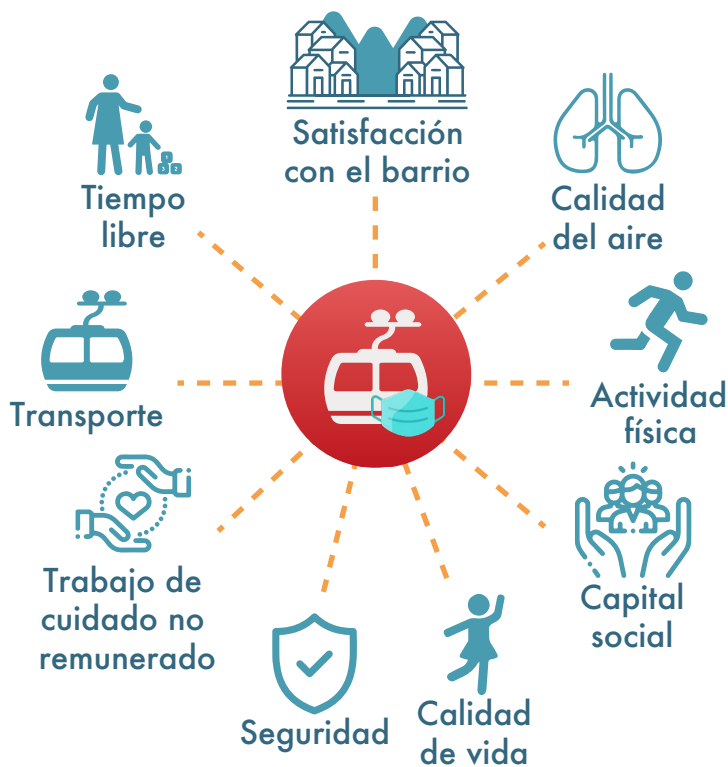 Satisfacción
con el barrio
Calidad
del aire
Actividad
física
Capital
social
Calidad
de vida
Seguridad
Trabajo de
cuidado no
remunerado
Transporte
Tiempo
libre